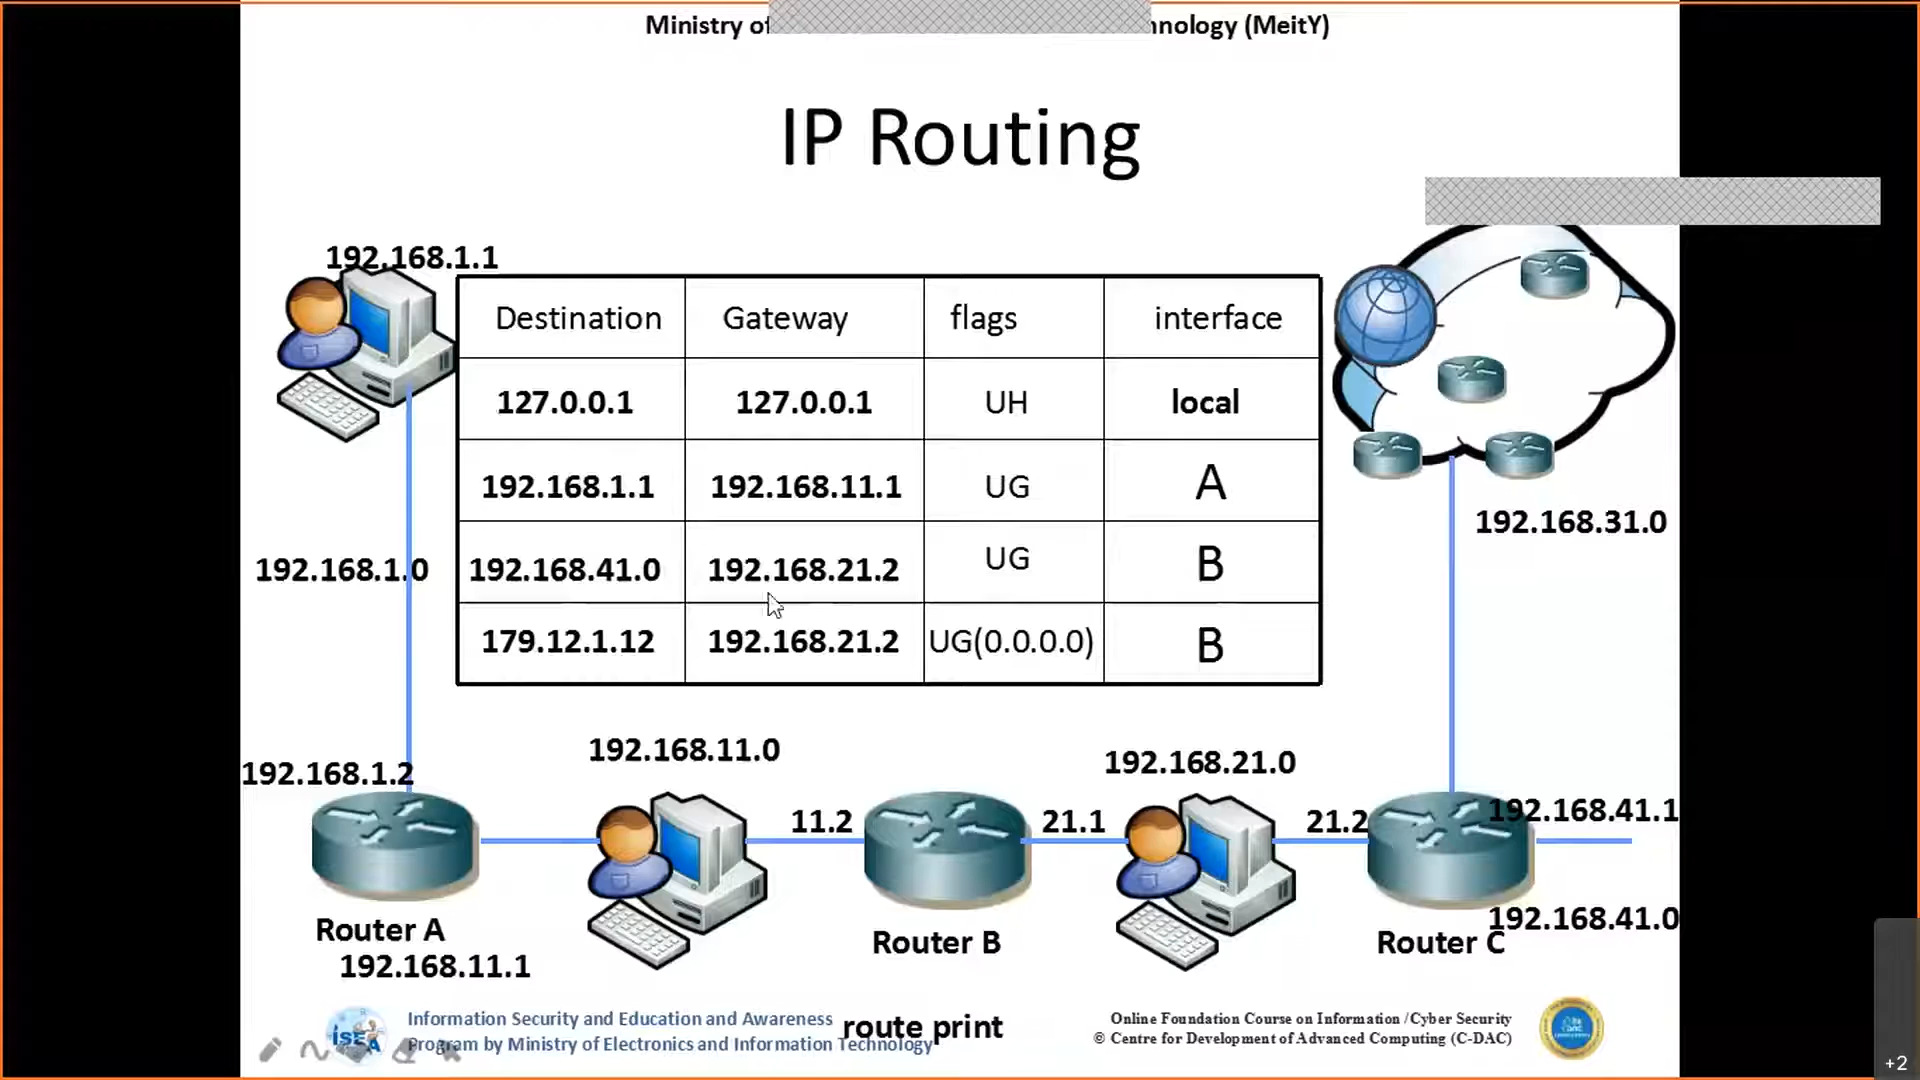 Ministry of nology (MeitY)
IP Routing
192.168.1.1
Destination Gateway flags interface
127.0.0.1 127.0.0.1 UH local
192.168.1.1 192.168.11.1 UG A
192.168.41.0 192.168.21.2 UG B
179.12.1.12 192.168.21.2 UG(0.0.0.0) B
192.168.31.0
192.168.1.0
192.168.1.2
192.168.11.0
192.168.21.0
11.2
21.1
21.2
192.168.41.1
192.168.41.0
Router A
192.168.11.1
Router B
Router C
ISEA
Information Security and Education and Awareness
Program by Ministry of Electronics and Information Technology
route print
Online Foundation Course on Information /Cyber Security
© Centre for Development of Advanced Computing (C-DAC)
+2